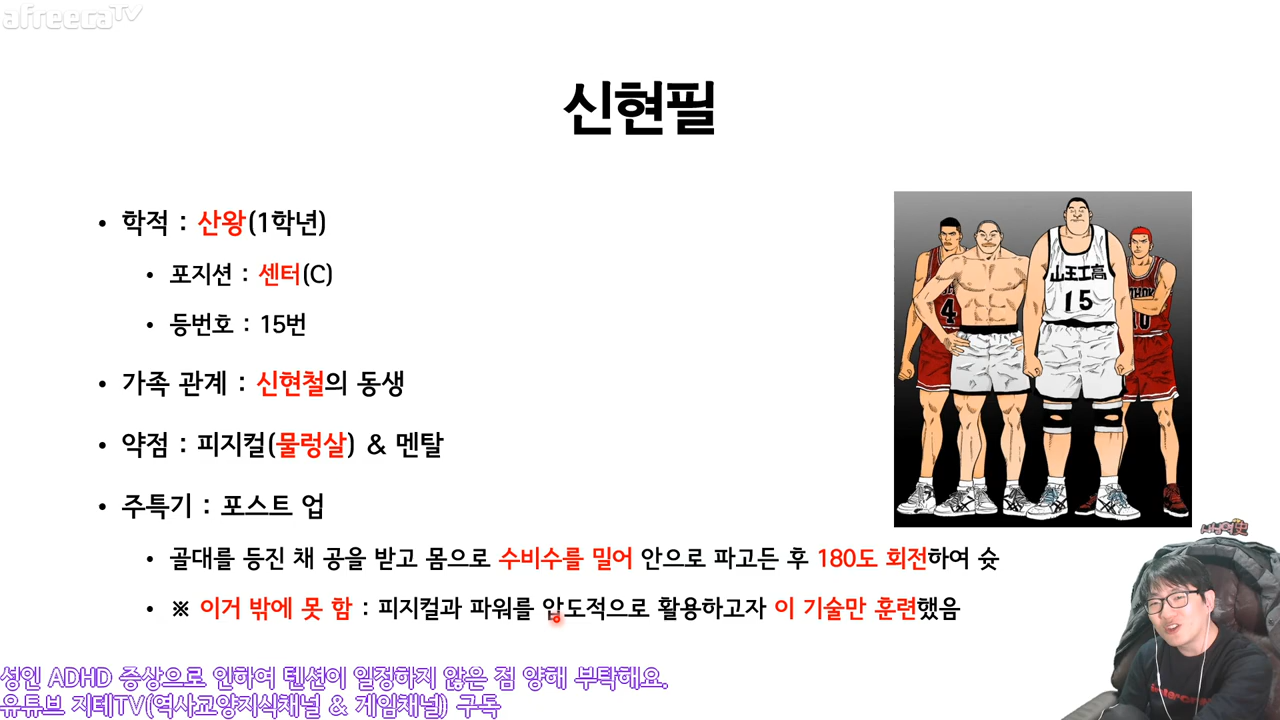 afreecaTV
신현필
• 학적 : 산왕(1학년)
• 포지션 : 센터(C)
• 등번호 : 15번
• 가족 관계 : 신현철의 동생
• 약점 : 피지컬(물렁살) & 멘탈
• 주특기 : 포스트 업
• 골대를 등진 채 공을 받고 몸으로 수비수를 밀어 안으로 파고든 후 180도 회전하여 슛
• ※ 이거 밖에 못 함 : 피지컬과 파워를 압도적으로 활용하고자 이 기술만 훈련했음
山王工高
15
4
10
성인 ADHD 증상으로 인하여 텐션이 일정하지 않은 점 양해 부탁해요.
유튜브 지테TV(역사교양지식채널 & 게임채널) 구독